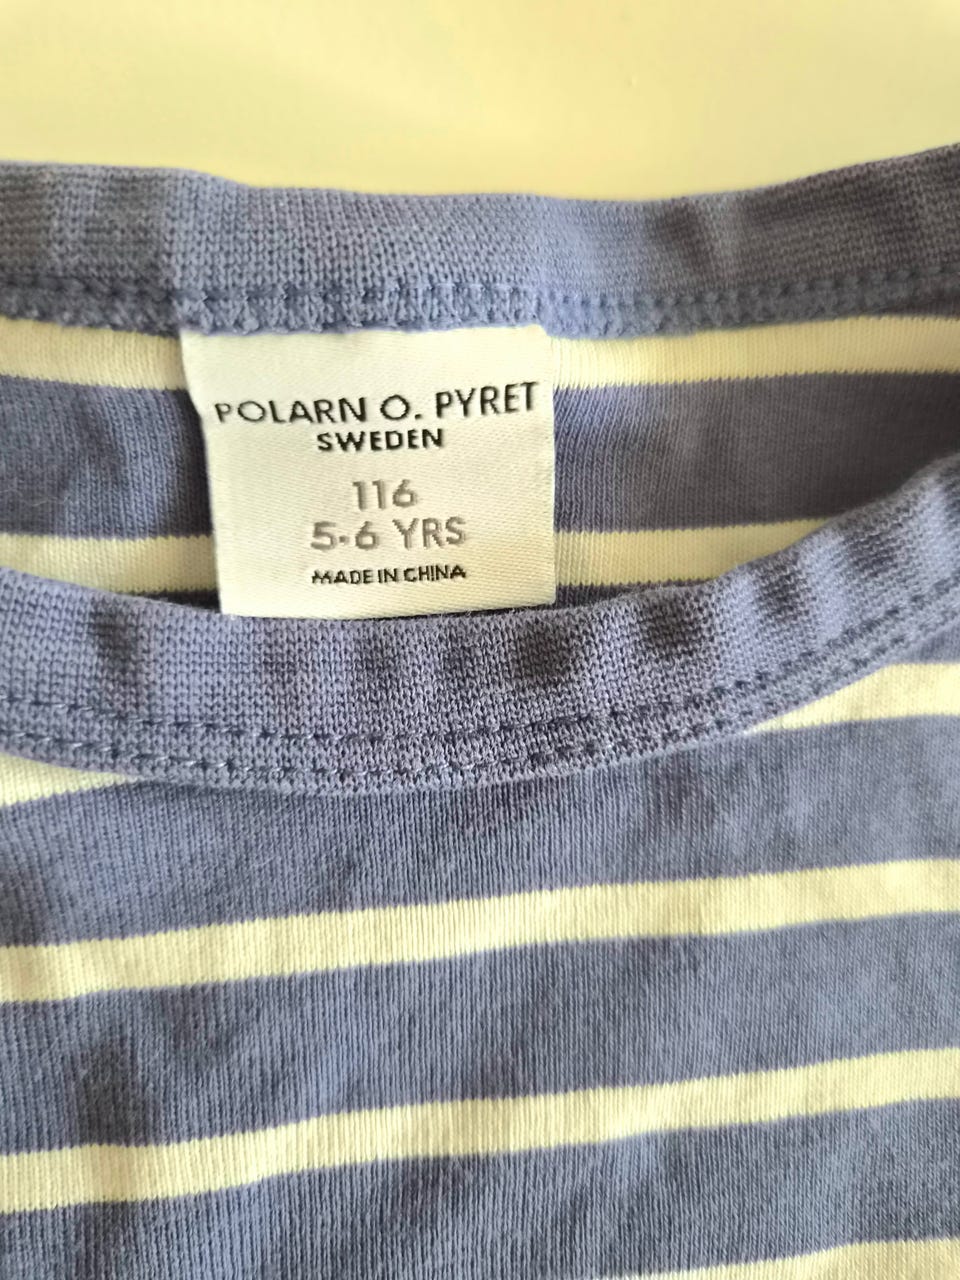 POLARN O. PYRET
SWEDEN
116
5-6 YRS
MADE IN CHINA